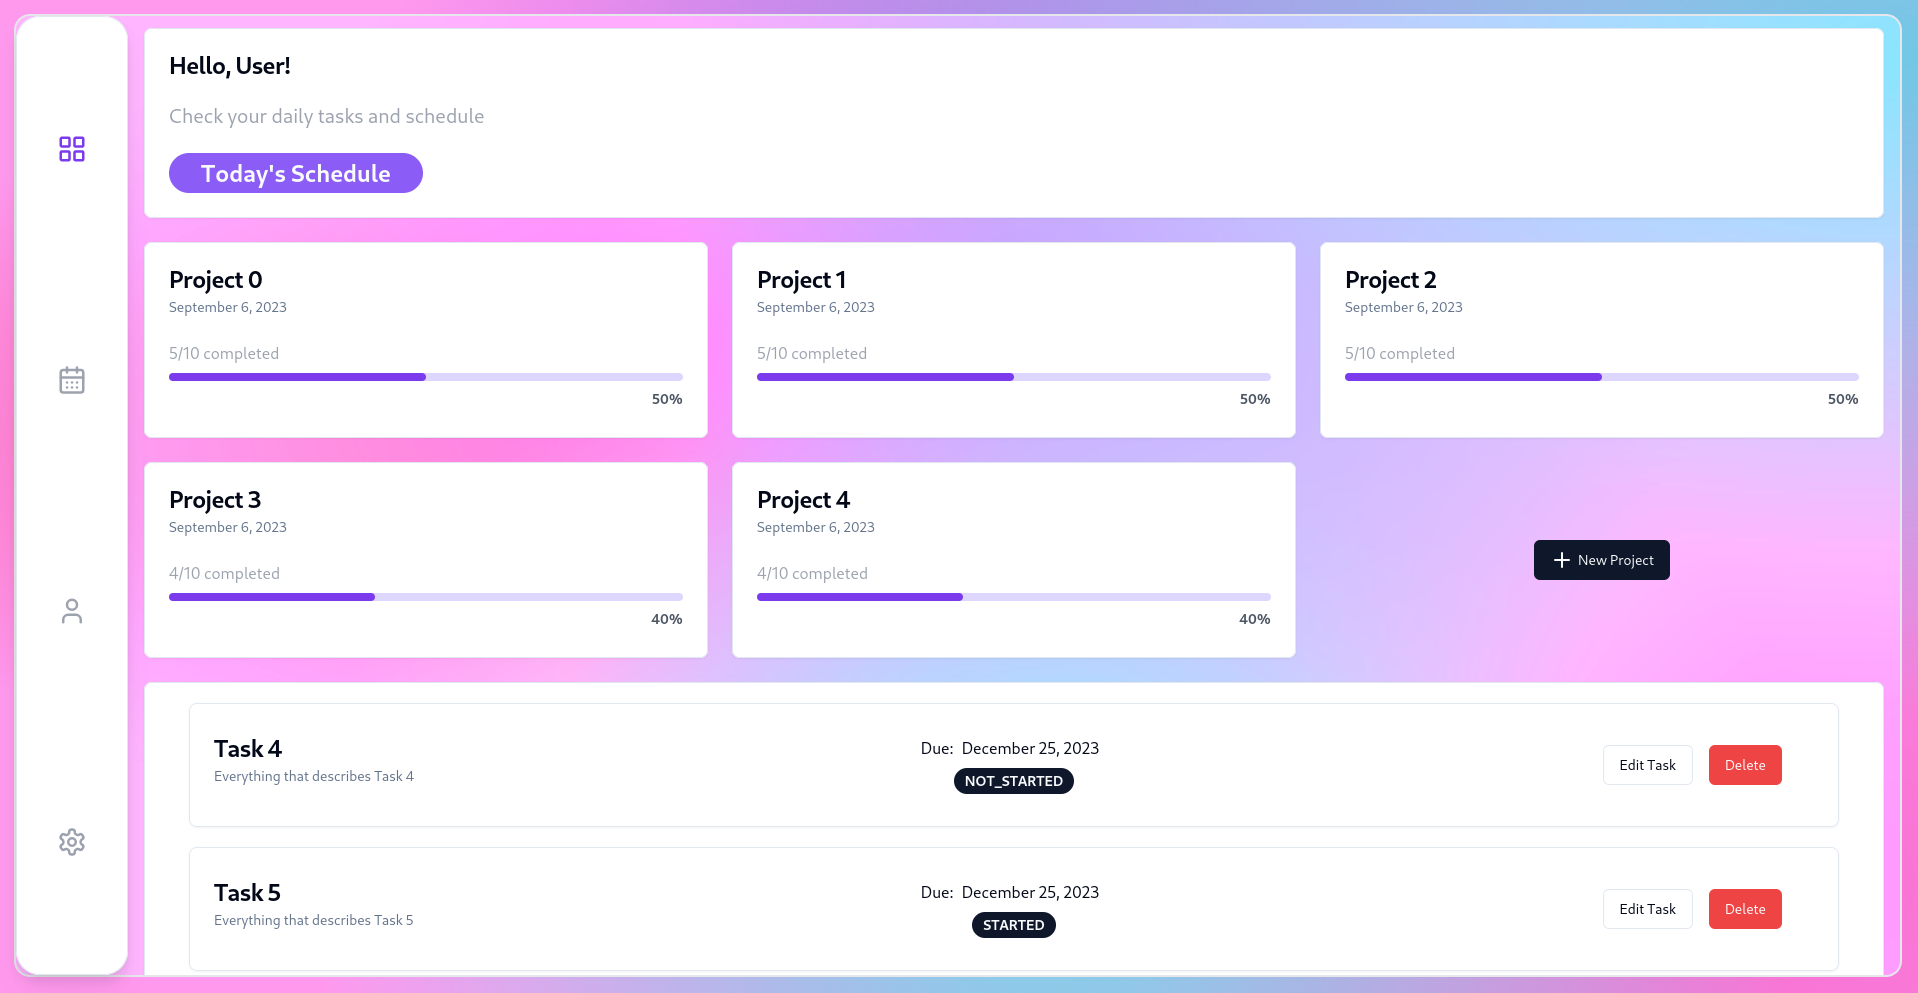 Hello, User!
Check your daily tasks and schedule
Today's Schedule
Project 0
September 6, 2023
5/10 completed
50%
Project 1
September 6, 2023
5/10 completed
50%
Project 2
September 6, 2023
5/10 completed
50%
Project 3
September 6, 2023
4/10 completed
40%
Project 4
September 6, 2023
4/10 completed
40%
New Project
Task 4
Everything that describes Task 4
Due: December 25, 2023
NOT_STARTED
Edit Task
Delete
Task 5
Everything that describes Task 5
Due: December 25, 2023
STARTED
Edit Task
Delete